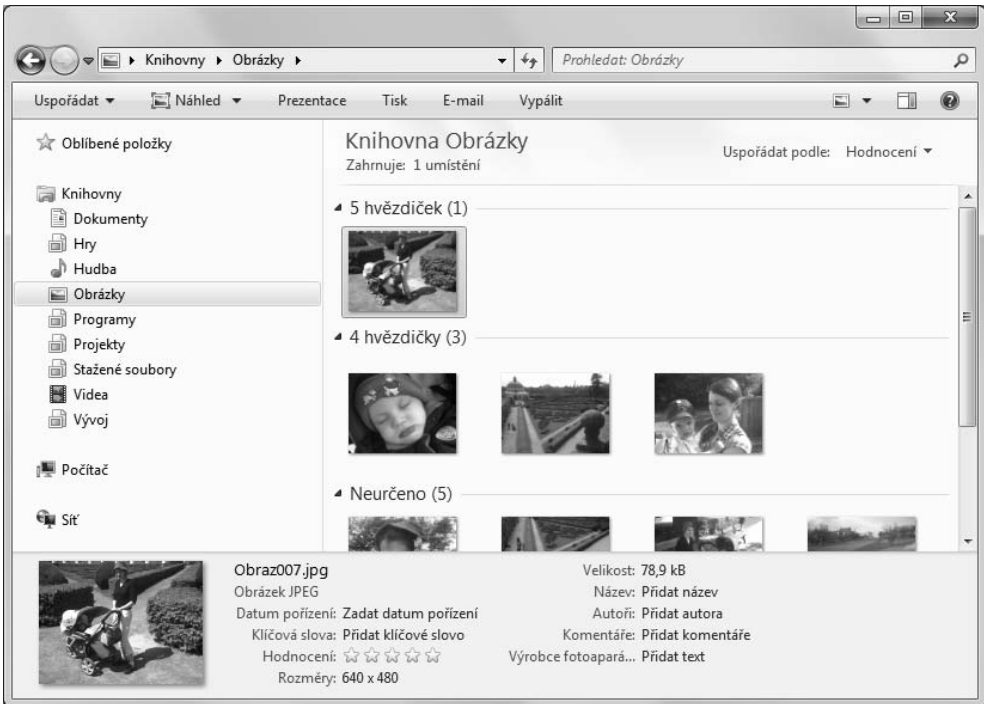 Knihovny ▸ Obrázky ▸
Prohledat: Obrázky
Uspořádat Náhled Prezentace Tisk E-mail Vypálit
Oblíbené položky
Knihovny
Dokumenty
Hry
Hudba
Obrázky
Programy
Projekty
Stažené soubory
Videa
Vývoj
Počítač
Síť
Knihovna Obrázky
Zahrnuje: 1 umístění
Uspořádat podle: Hodnocení
5 hvězdiček (1)
4 hvězdičky (3)
Neurčeno (5)
Obraz007.jpg
Obrázek JPEG
Datum pořízení: Zadat datum pořízení
Klíčová slova: Přidat klíčové slovo
Hodnocení:
Rozměry: 640 x 480
Velikost: 78,9 kB
Název: Přidat název
Autoři: Přidat autora
Komentáře: Přidat komentáře
Výrobce fotoapará... Přidat text